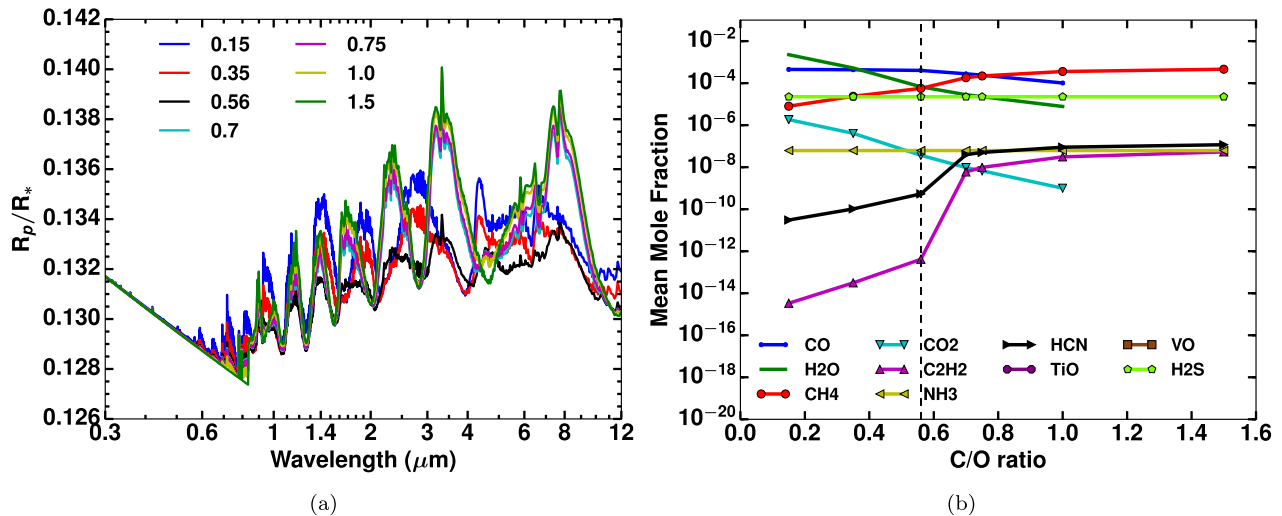 0.142
0.140
0.138
0.136
0.134
0.132
0.130
0.128
0.126
R_p/R_*
0.15
0.35
0.56
0.7
0.75
1.0
1.5
0.3 0.6 1 1.4 2 3 4 6 8 12
Wavelength (μm)
(a)
10^-2
10^-4
10^-6
10^-8
10^-10
10^-12
10^-14
10^-16
10^-18
10^-20
Mean Mole Fraction
CO
H2O
CH4
CO2
C2H2
NH3
HCN
TiO
VO
H2S
0.0 0.2 0.4 0.6 0.8 1.0 1.2 1.4 1.6
C/O ratio
(b)